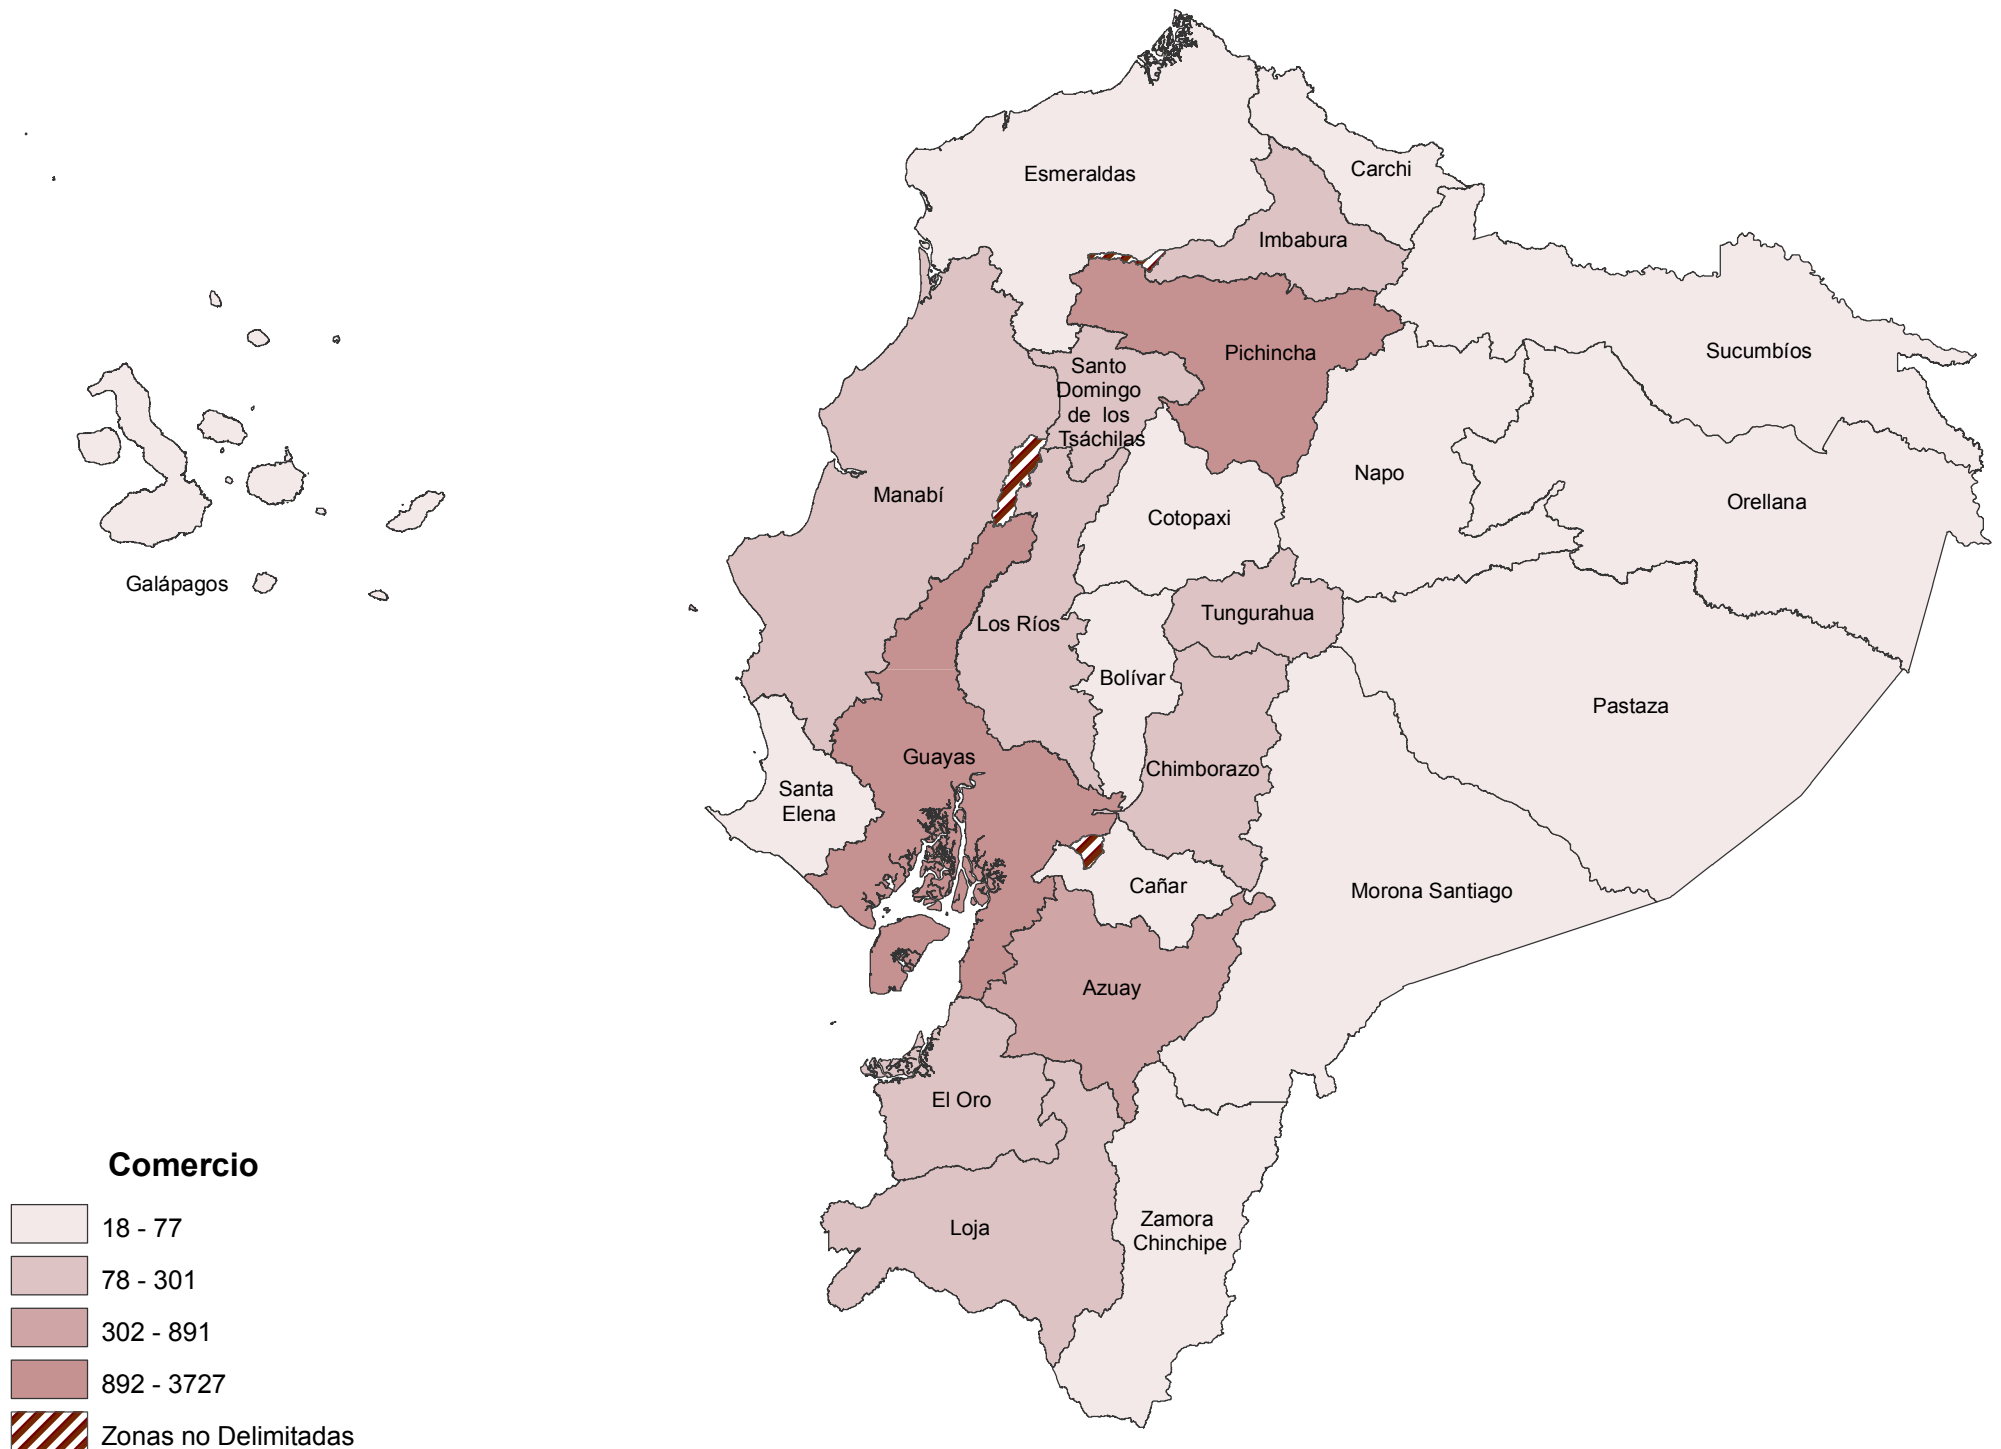 Esmeraldas
Carchi
Imbabura
Pichincha
Sucumbíos
Santo
Domingo
de los
Tsáchilas
Napo
Manabí
Cotopaxi
Orellana
Galápagos
Tungurahua
Los Ríos
Bolívar
Pastaza
Guayas
Chimborazo
Santa
Elena
Cañar
Morona Santiago
Azuay
El Oro
Loja
Zamora
Chinchipe
Comercio
18 - 77
78 - 301
302 - 891
892 - 3727
Zonas no Delimitadas